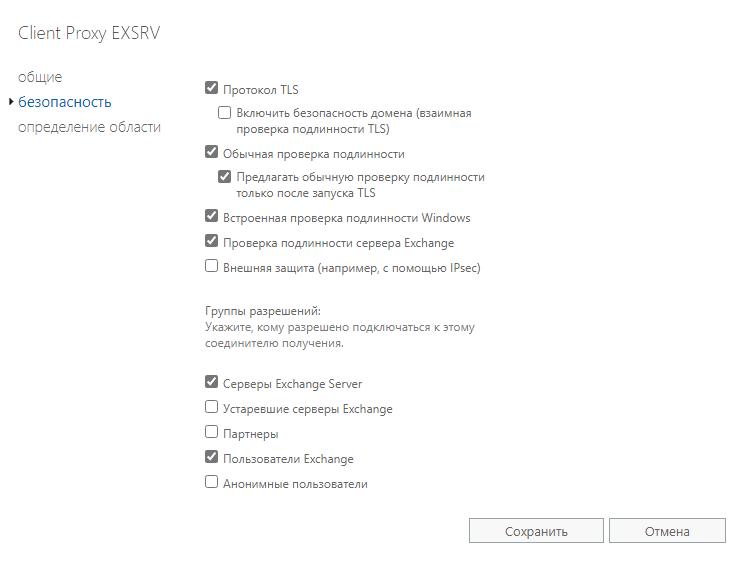 Client Proxy EXSRV
общие
безопасность
определение области
Протокол TLS
Включить безопасность домена (взаимная
проверка подлинности TLS)
Обычная проверка подлинности
Предлагать обычную проверку подлинности
только после запуска TLS
Встроенная проверка подлинности Windows
Проверка подлинности сервера Exchange
Внешняя защита (например, с помощью IPsec)
Группы разрешений:
Укажите, кому разрешено подключаться к этому
соединителю получения.
Серверы Exchange Server
Устаревшие серверы Exchange
Партнеры
Пользователи Exchange
Анонимные пользователи
Сохранить
Отмена